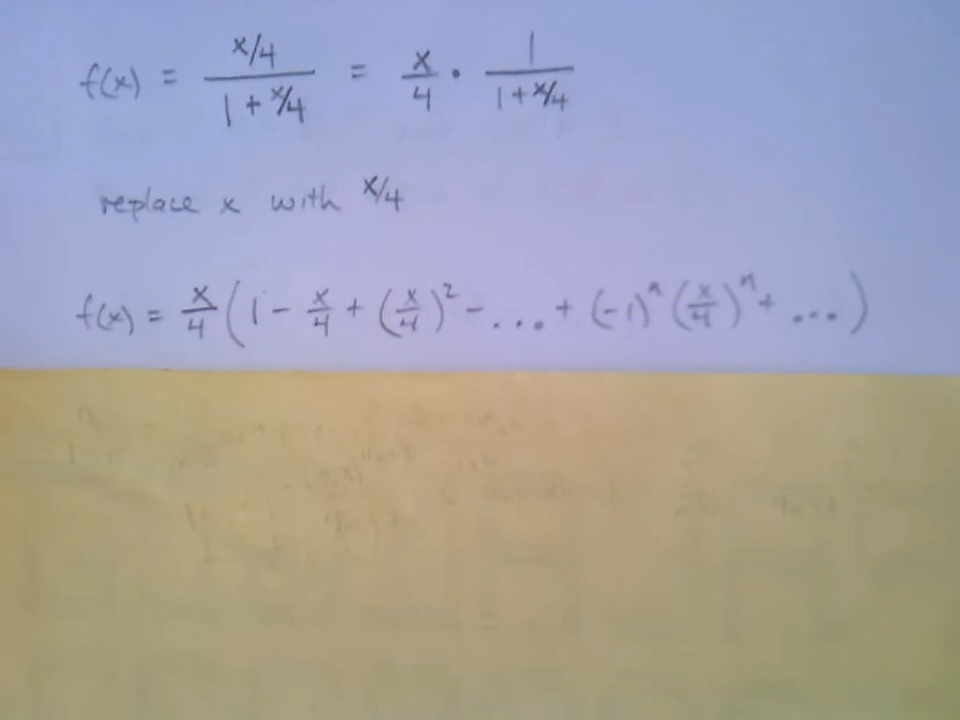 f(x) = x/4 / 1 + x/4 = x/4 · 1 / 1 + x/4
replace x with x/4
f(x) = x/4 (1 - x/4 + (x/4)² - ... + (-1)ⁿ (x/4)ⁿ + ...)